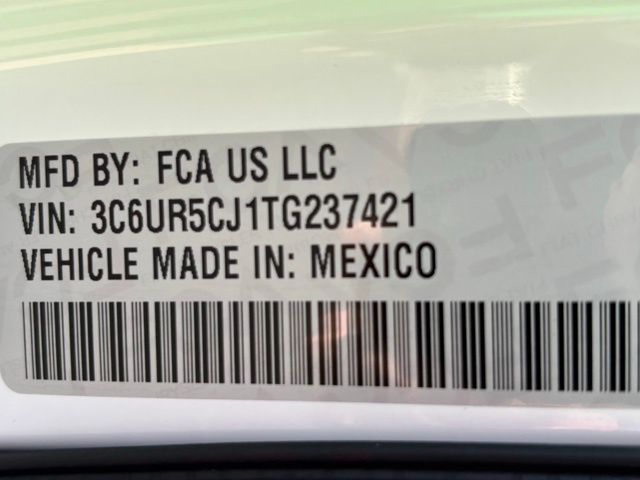 MFD BY: FCA US LLC
VIN: 3C6UR5CJ1TG237421
VEHICLE MADE IN: MEXICO